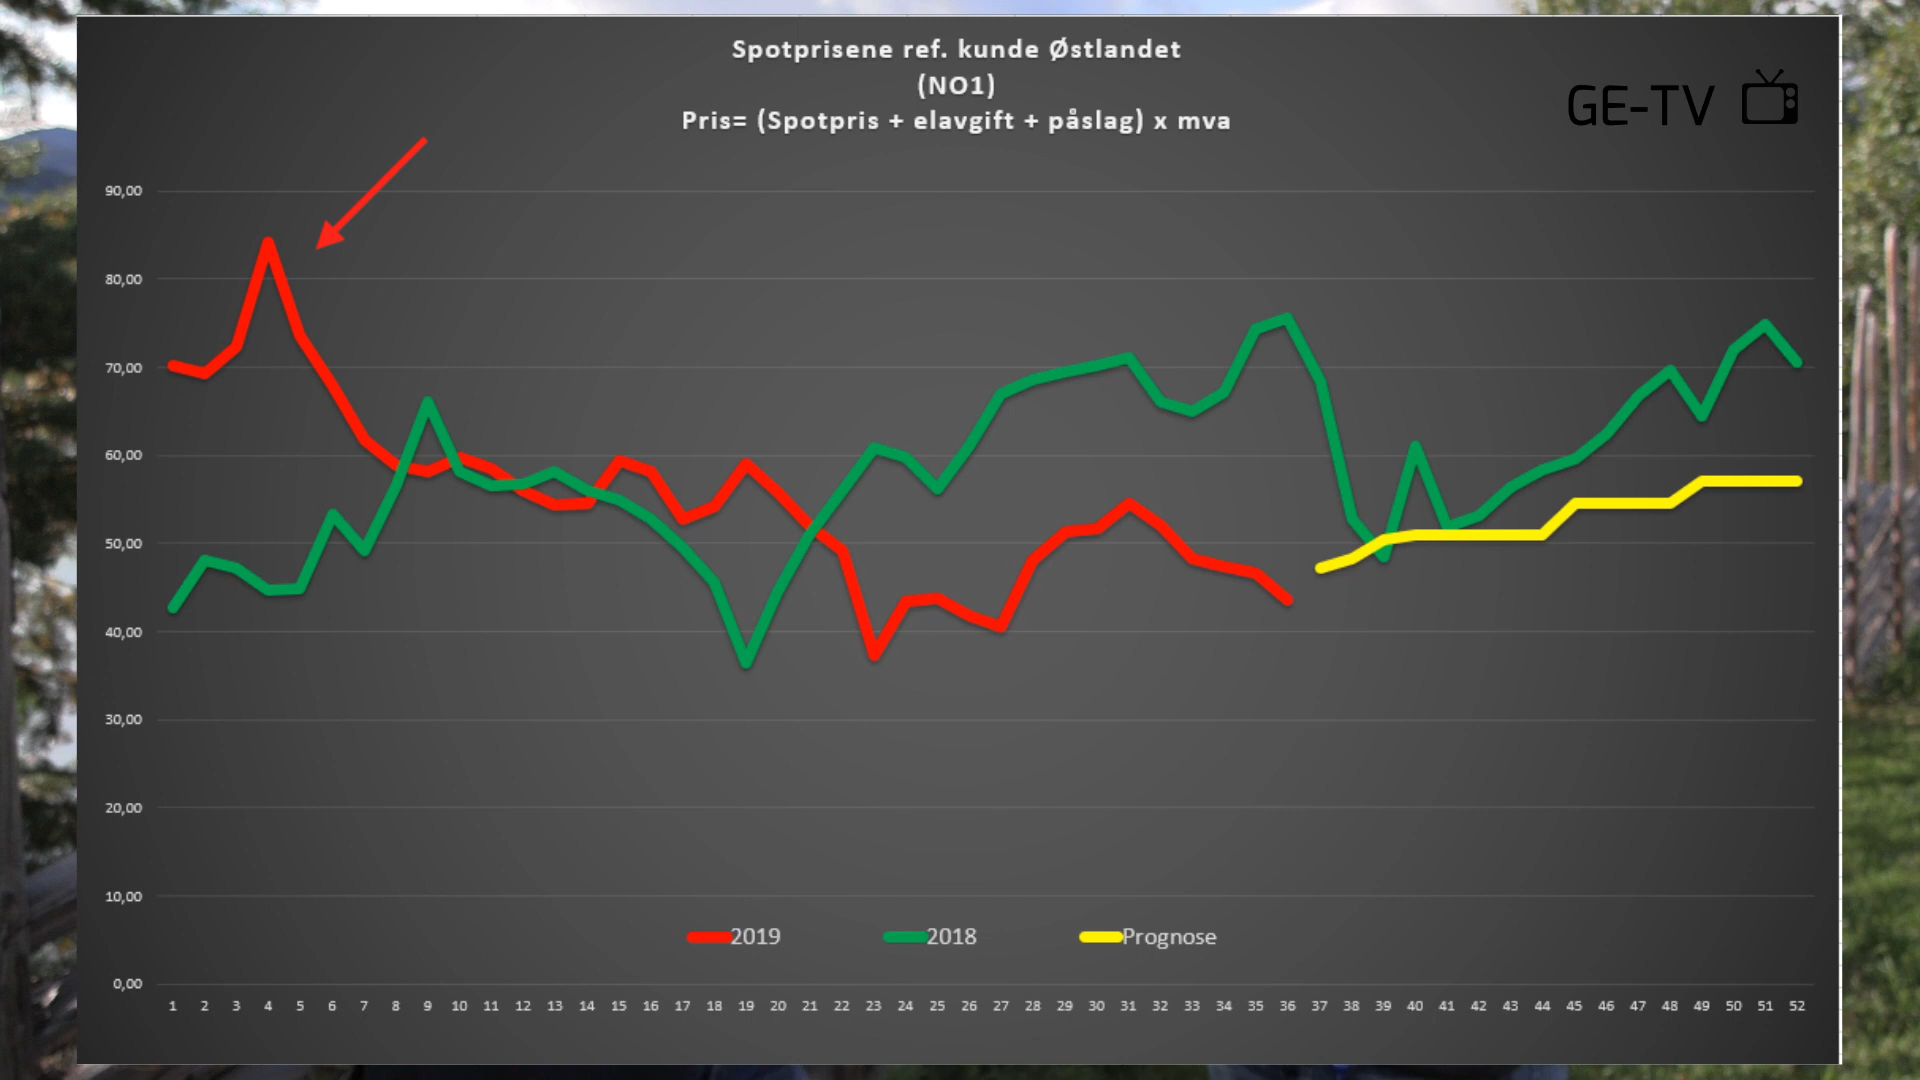 Spotprisene ref. kunde Østlandet
(NO1)
Pris= (Spotpris + elavgift + påslag) x mva
GE-TV
90,00
80,00
70,00
60,00
50,00
40,00
30,00
20,00
10,00
0,00
2019 2018 Prognose
1 2 3 4 5 6 7 8 9 10 11 12 13 14 15 16 17 18 19 20 21 22 23 24 25 26 27 28 29 30 31 32 33 34 35 36 37 38 39 40 41 42 43 44 45 46 47 48 49 50 51 52